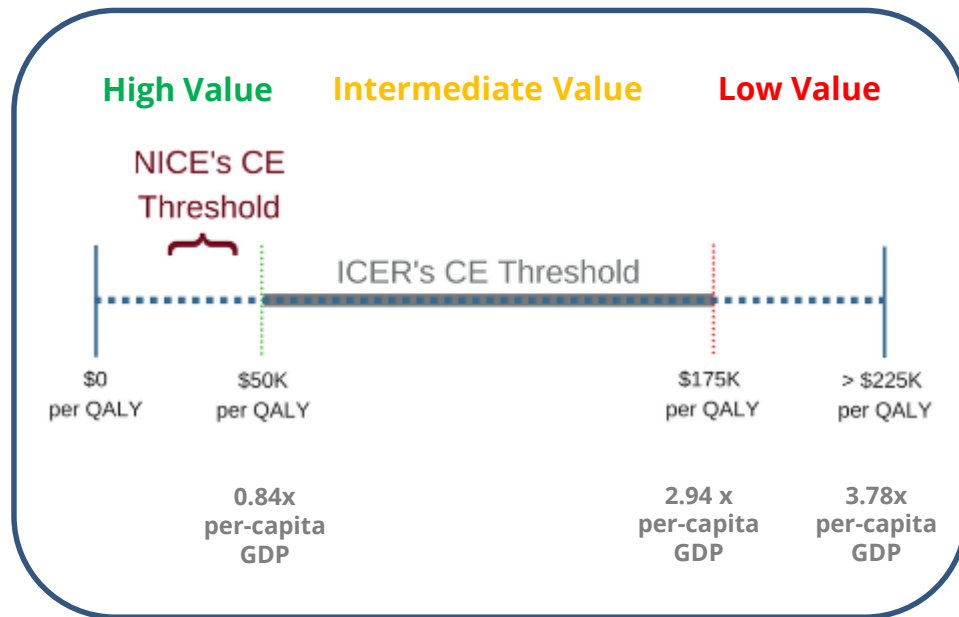 High Value Intermediate Value Low Value
NICE's CE
Threshold
ICER's CE Threshold
$0
per QALY
$50K
per QALY
$175K
per QALY
> $225K
per QALY
0.84x
per-capita
GDP
2.94 x
per-capita
GDP
3.78x
per-capita
GDP